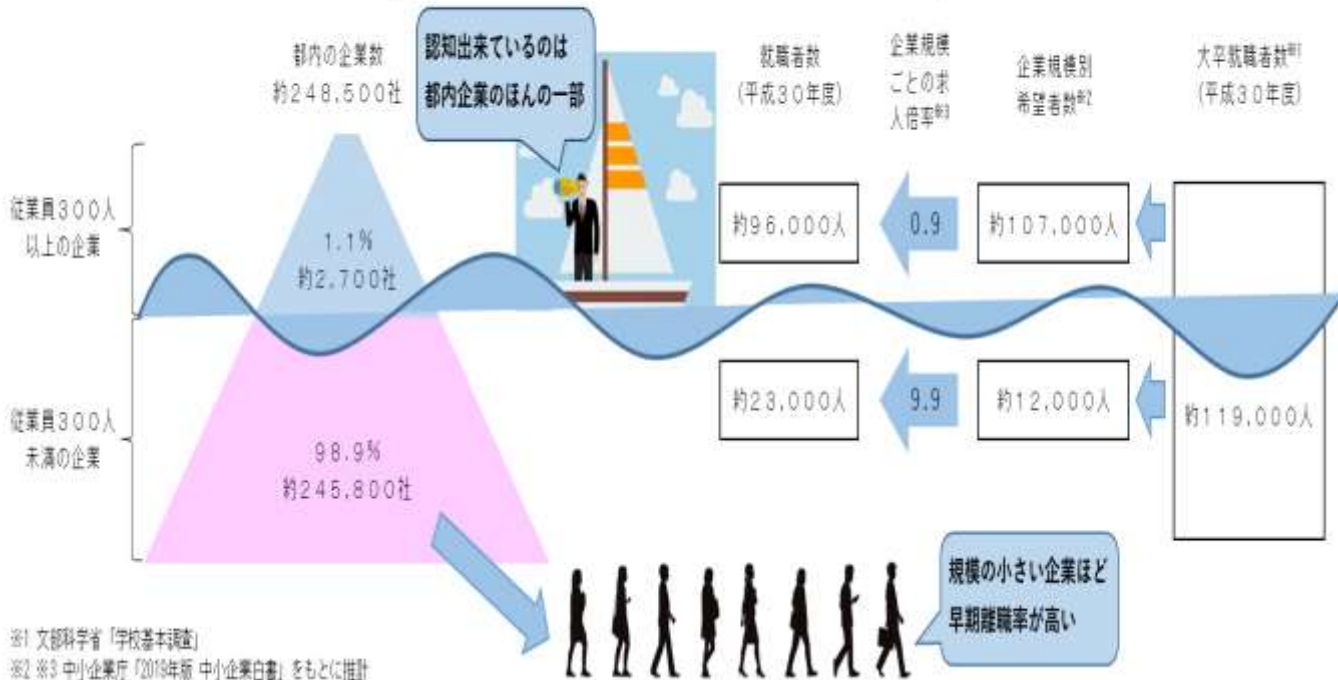 都内の企業数
約248,500社
認知出来ているのは
都内企業のほんの一部
就職者数
(平成30年度)
企業規模
ごとの求
人倍率※3
企業規模別
希望者数※2
大卒就職者数※1
(平成30年度)
従業員300人
以上の企業
1.1%
約2,700社
約96,000人
0.9
約107,000人
従業員300人
未満の企業
98.9%
約245,800社
約23,000人
9.9
約12,000人
約119,000人
規模の小さい企業ほど
早期離職率が高い
※1 文部科学省「学校基本調査」
※2 ※3 中小企業庁「2019年版 中小企業白書」をもとに推計